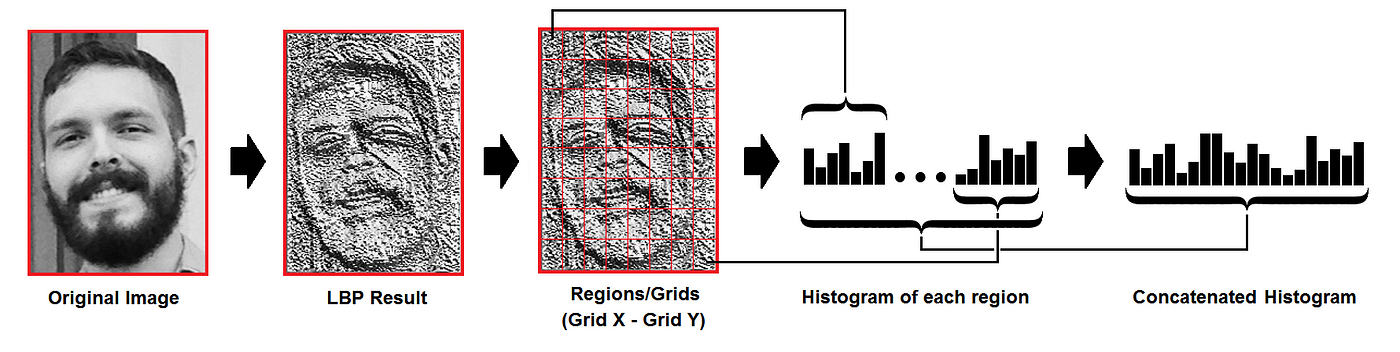 Original Image
LBP Result
Regions/Grids
(Grid X - Grid Y)
Histogram of each region
Concatenated Histogram